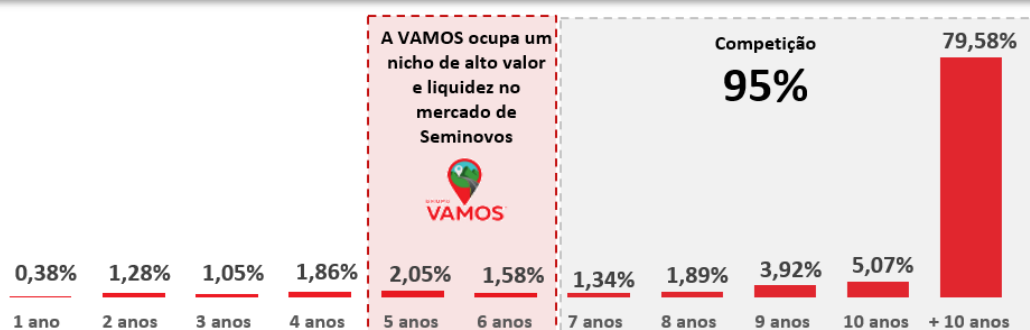 A VAMOS ocupa um
nicho de alto valor
e liquidez no
mercado de
Seminovos
GRUPO
VAMOS
Competição
95%
79,58%
0,38% 1,28% 1,05% 1,86% 2,05% 1,58% 1,34% 1,89% 3,92% 5,07%
1 ano 2 anos 3 anos 4 anos 5 anos 6 anos 7 anos 8 anos 9 anos 10 anos + 10 anos